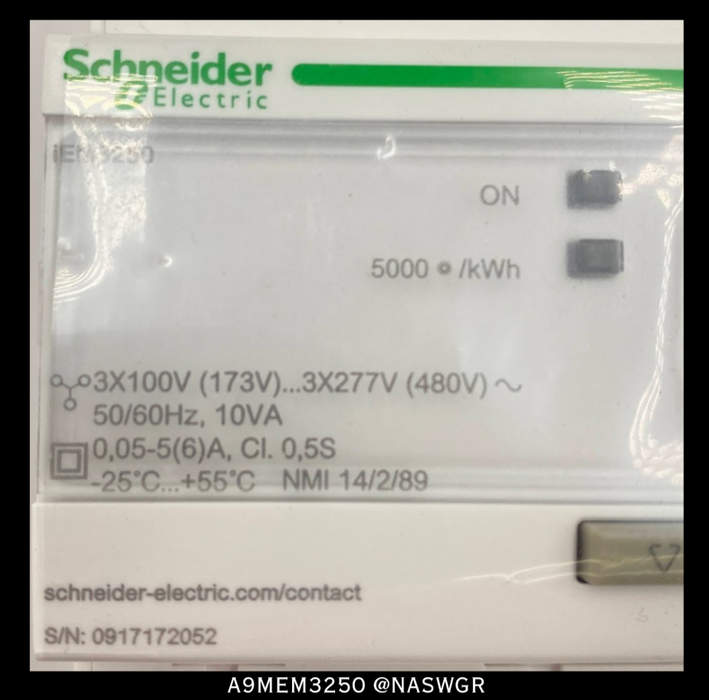 Schneider
Electric
iEM3250
ON
5000 /kWh
3X100V (173V)...3X277V (480V) ~
50/60Hz, 10VA
0,05-5(6)A, Cl. 0,5S
-25°C...+55°C NMI 14/2/89
schneider-electric.com/contact
S/N: 0917172052
A9MEM3250 @NASWGR